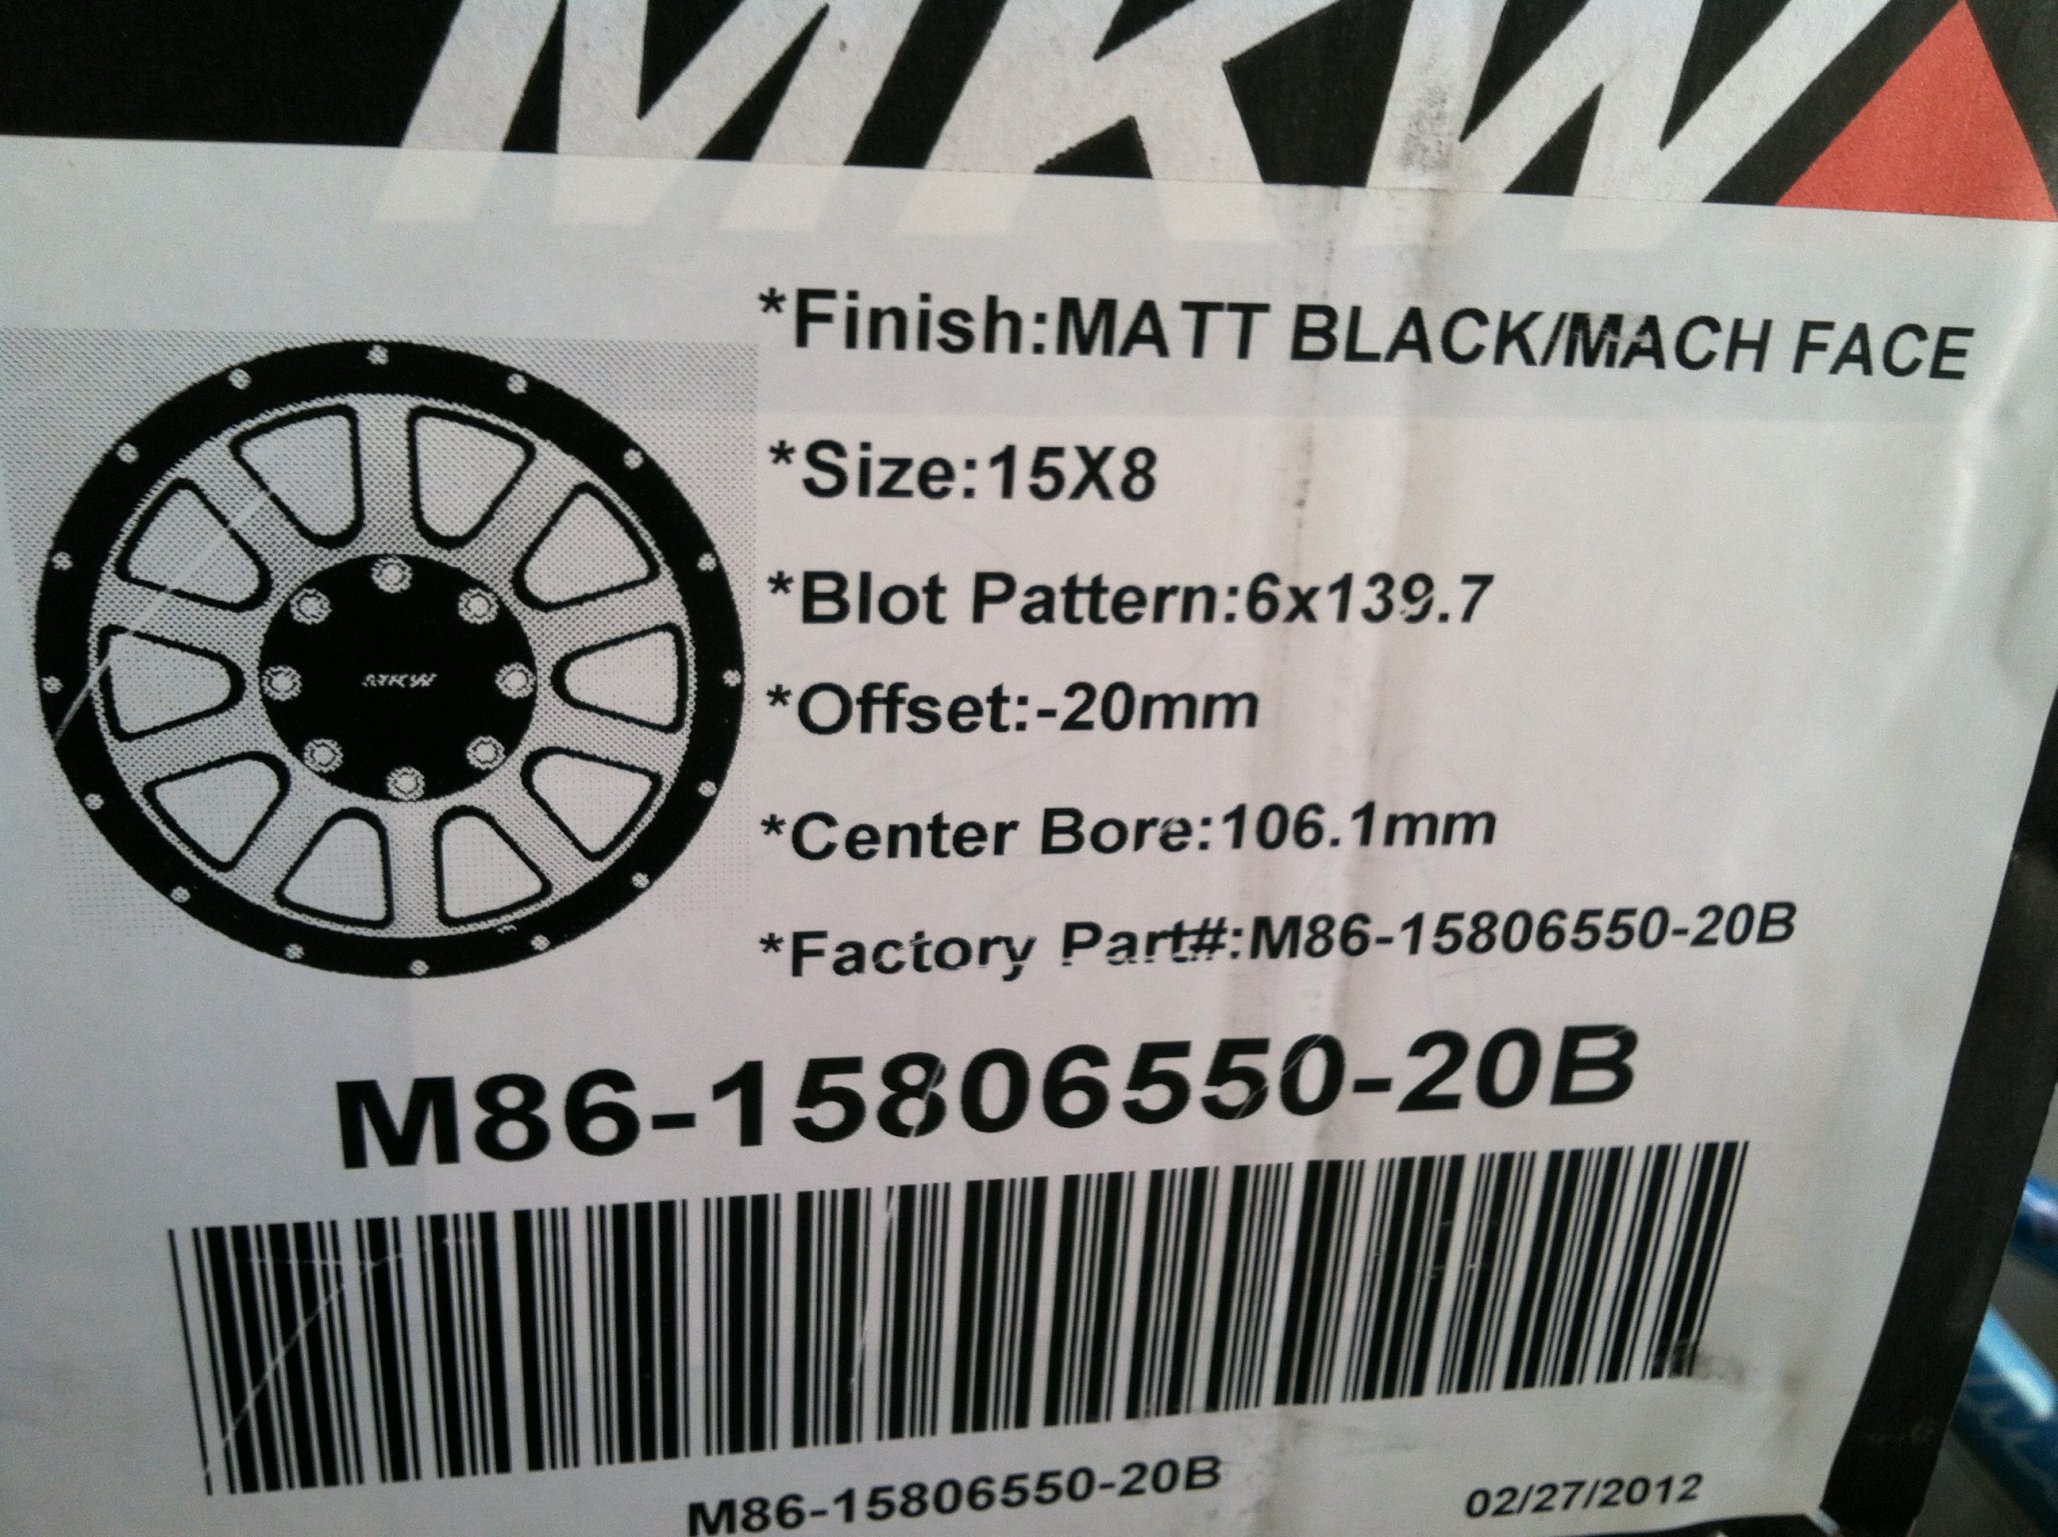 MKW
*Finish:MATT BLACK/MACH FACE
*Size:15X8
*Blot Pattern:6x139.7
*Offset:-20mm
MKW
*Center Bore:106.1mm
*Factory Part#:M86-15806550-20B
M86-15806550-20B
M86-15806550-20B
02/27/2012